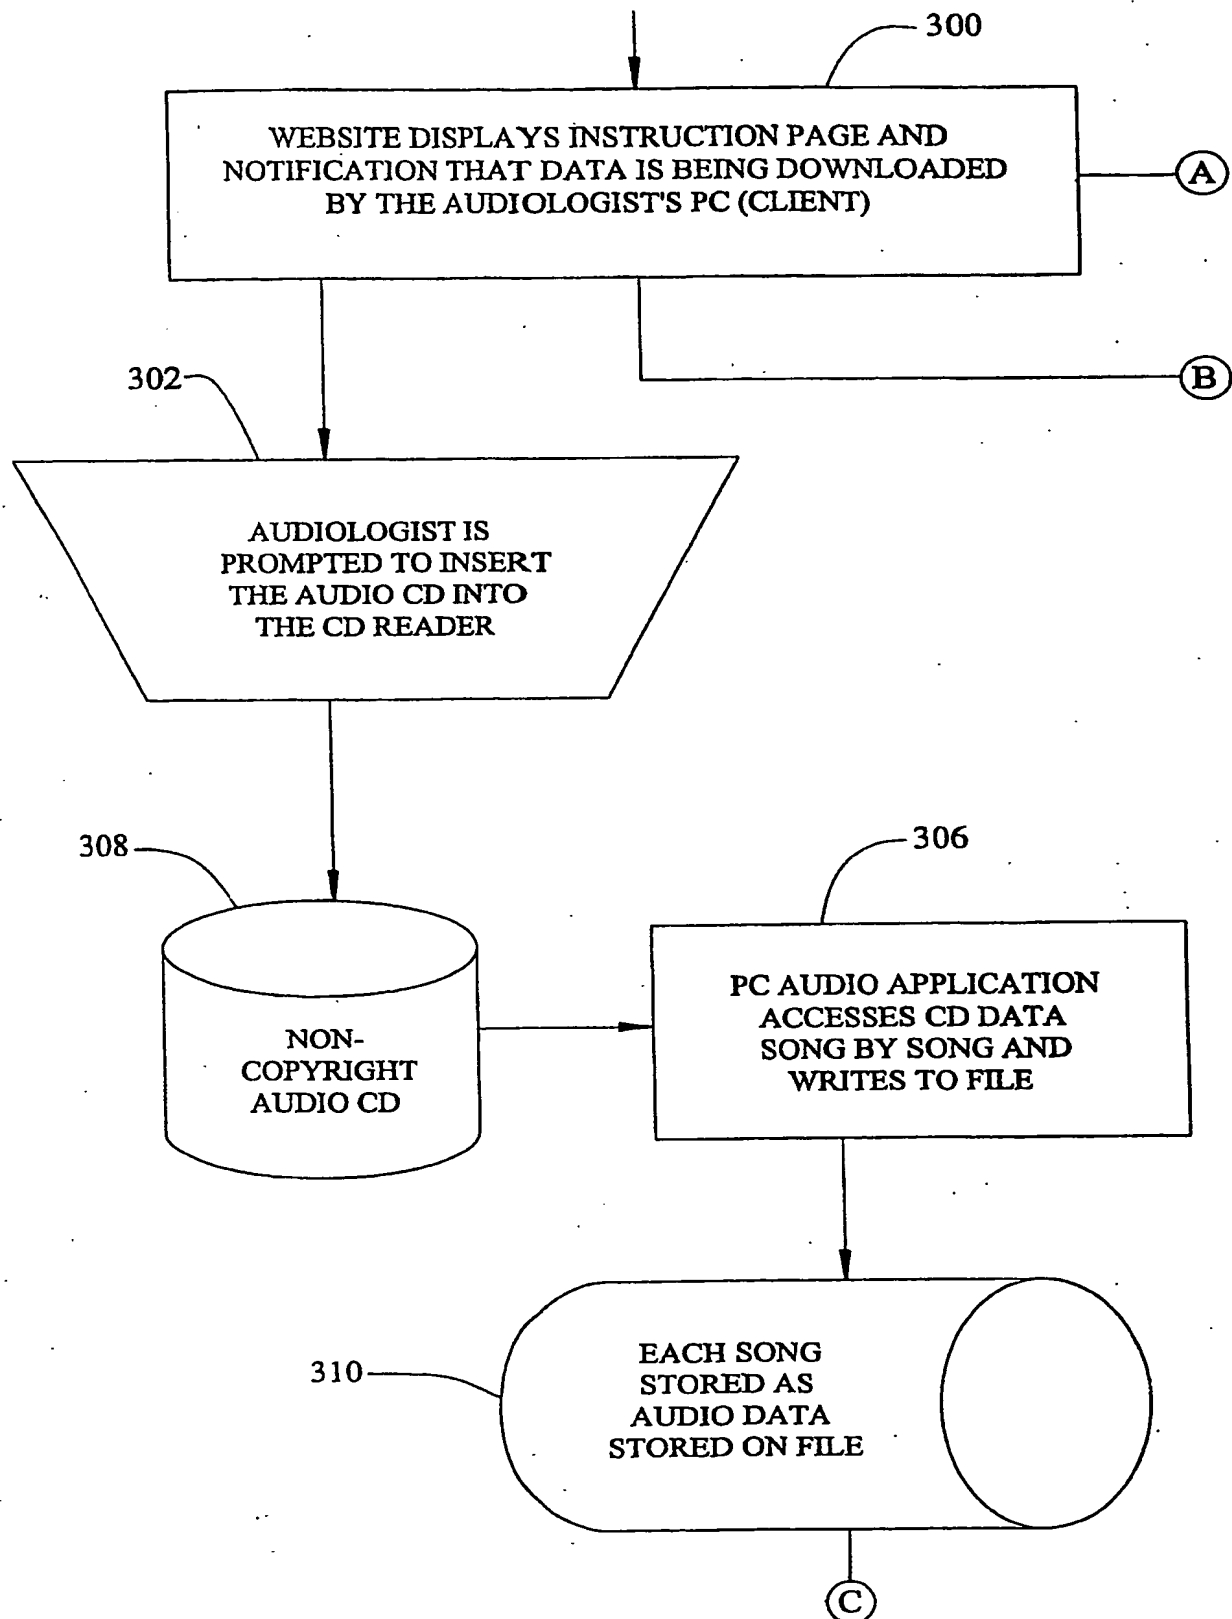 300
WEBSITE DISPLAYS INSTRUCTION PAGE AND
NOTIFICATION THAT DATA IS BEING DOWNLOADED
BY THE AUDIOLOGIST'S PC (CLIENT)
A
B
302
AUDIOLOGIST IS
PROMPTED TO INSERT
THE AUDIO CD INTO
THE CD READER
308
NON-
COPYRIGHT
AUDIO CD
306
PC AUDIO APPLICATION
ACCESSES CD DATA
SONG BY SONG AND
WRITES TO FILE
310
EACH SONG
STORED AS
AUDIO DATA
STORED ON FILE
C